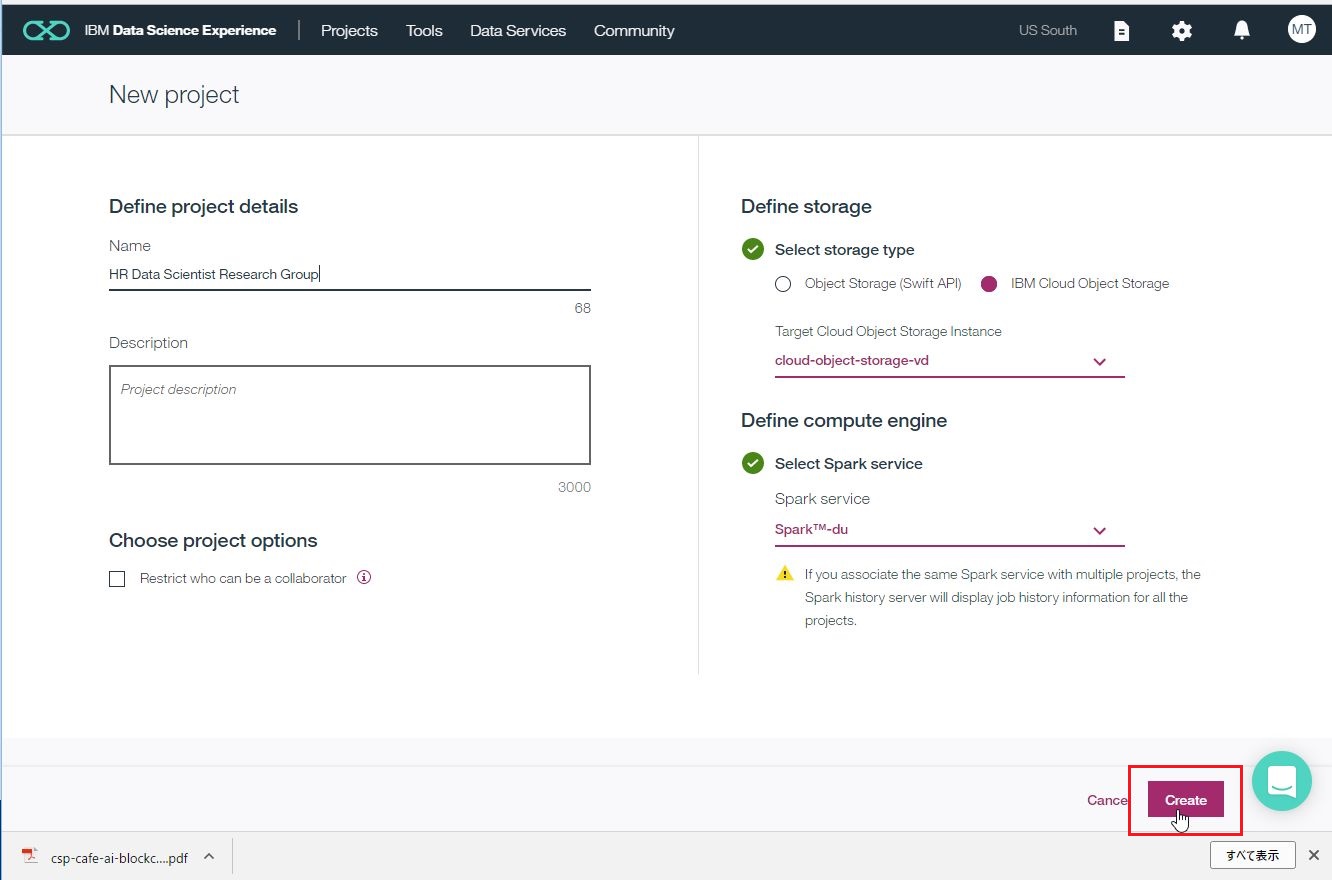 IBM Data Science Experience
Projects
Tools
Data Services
Community
US South
MT
New project
Define project details
Name
HR Data Scientist Research Group
68
Description
Project description
3000
Choose project options
Restrict who can be a collaborator
Define storage
Select storage type
Object Storage (Swift API)
IBM Cloud Object Storage
Target Cloud Object Storage Instance
cloud-object-storage-vd
Define compute engine
Select Spark service
Spark service
Spark™-du
If you associate the same Spark service with multiple projects, the
Spark history server will display job history information for all the
projects.
Cance
Create
csp-cafe-ai-blockc....pdf
すべて表示